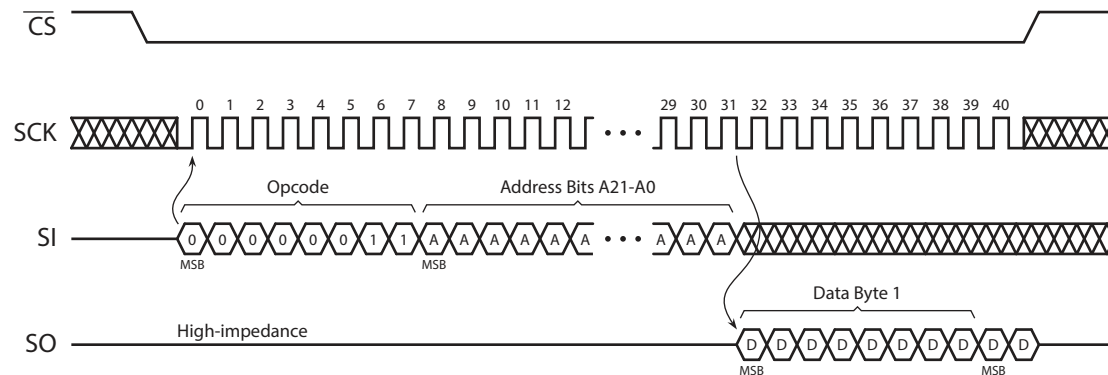 CS
0 1 2 3 4 5 6 7 8 9 10 11 12 29 30 31 32 33 34 35 36 37 38 39 40
SCK
Opcode Address Bits A21-A0
SI 0 0 0 0 0 0 1 1 A A A A A A A A A
MSB MSB
Data Byte 1
High-impedance
SO D D D D D D D D D D
MSB MSB